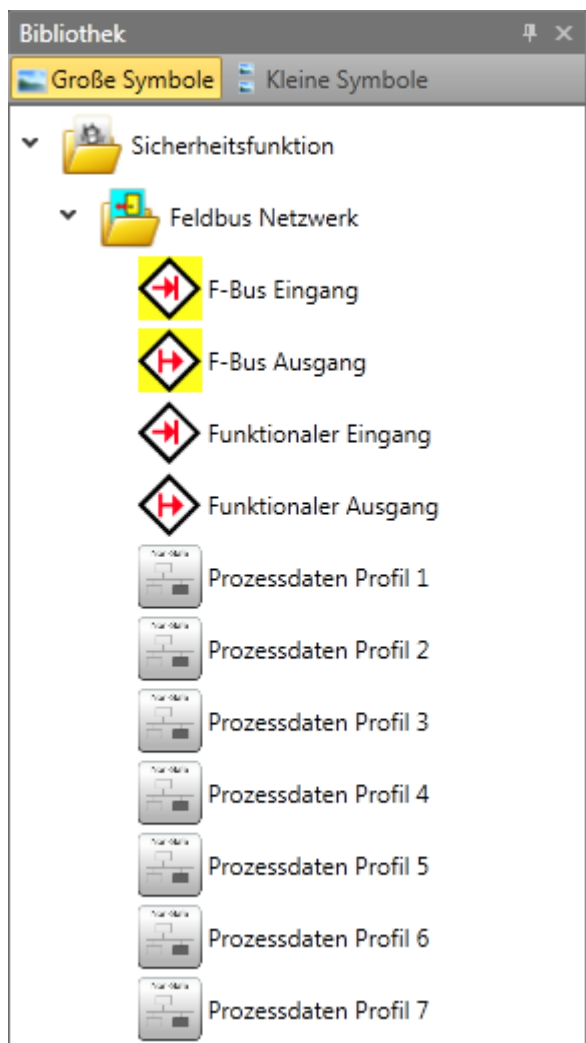 Bibliothek
Große Symbole Kleine Symbole
Sicherheitsfunktion
Feldbus Netzwerk
F-Bus Eingang
F-Bus Ausgang
Funktionaler Eingang
Funktionaler Ausgang
Prozessdaten Profil 1
Prozessdaten Profil 2
Prozessdaten Profil 3
Prozessdaten Profil 4
Prozessdaten Profil 5
Prozessdaten Profil 6
Prozessdaten Profil 7